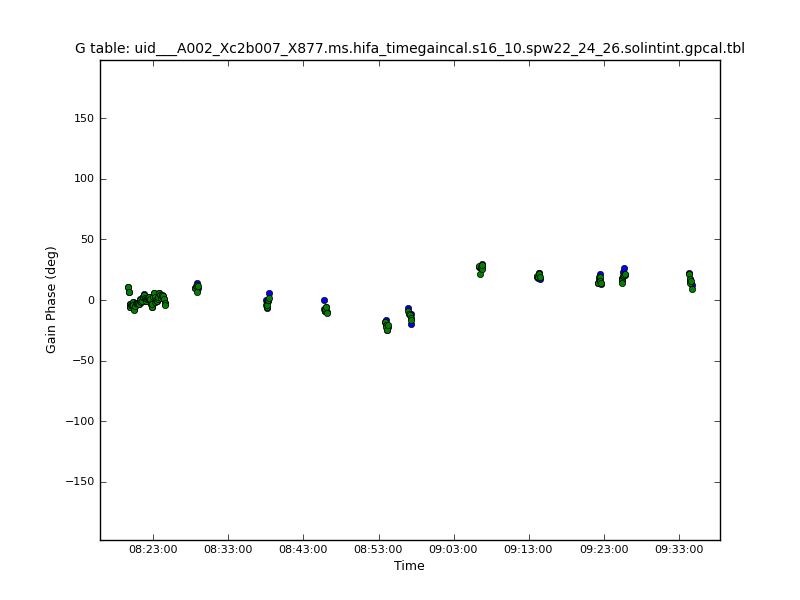 G table: uid___A002_Xc2b007_X877.ms.hifa_timegaincal.s16_10.spw22_24_26.solintint.gpcal.tbl
150
100
50
0
−50
−100
−150
Gain Phase (deg)
08:23:00 08:33:00 08:43:00 08:53:00 09:03:00 09:13:00 09:23:00 09:33:00
Time